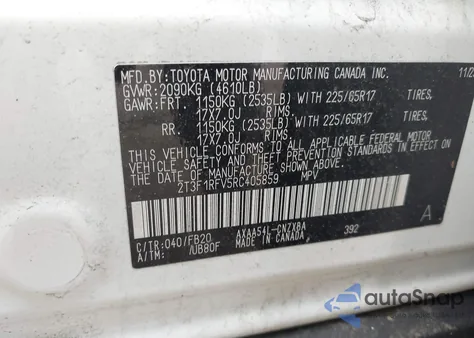 MFD.BY:TOYOTA MOTOR MANUFACTURING CANADA INC. 11/23
GVWR: 2090KG (4610LB)
GAWR: FRT. 1150KG (2535LB) WITH 225/65R17 TIRES,
17X7.0J RIMS,
RR. 1150KG (2535LB) WITH 225/65R17 TIRES,
17X7.0J RIMS,
THIS VEHICLE CONFORMS TO ALL APPLICABLE FEDERAL MOTOR
VEHICLE SAFETY AND THEFT PREVENTION STANDARDS IN
EFFECT ON THE DATE OF MANUFACTURE SHOWN ABOVE.
2T3F1RFV5RC405859 MPV
A
C/TR:040/FB20 AXAA54L-CNZXBA 392
A/TM: /UB80F MADE IN CANADA
autoSnap